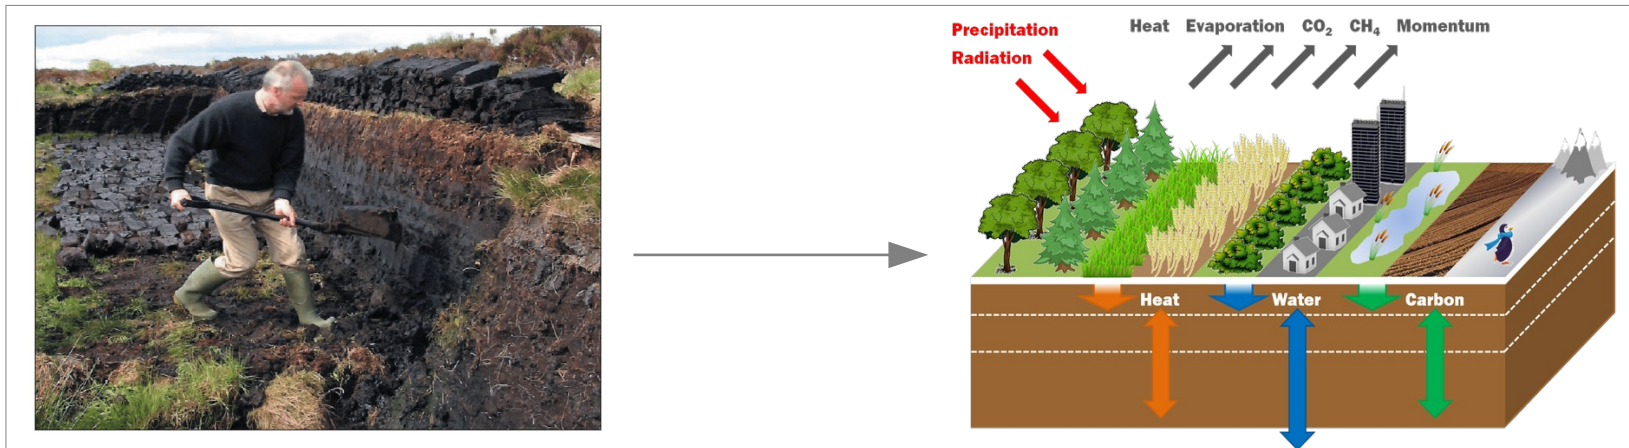 Precipitation
Radiation
Heat Evaporation CO₂ CH₄ Momentum
Heat Water Carbon